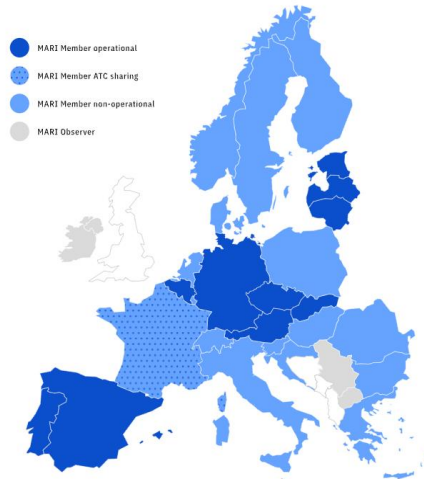 MARI Member operational
MARI Member ATC sharing
MARI Member non-operational
MARI Observer